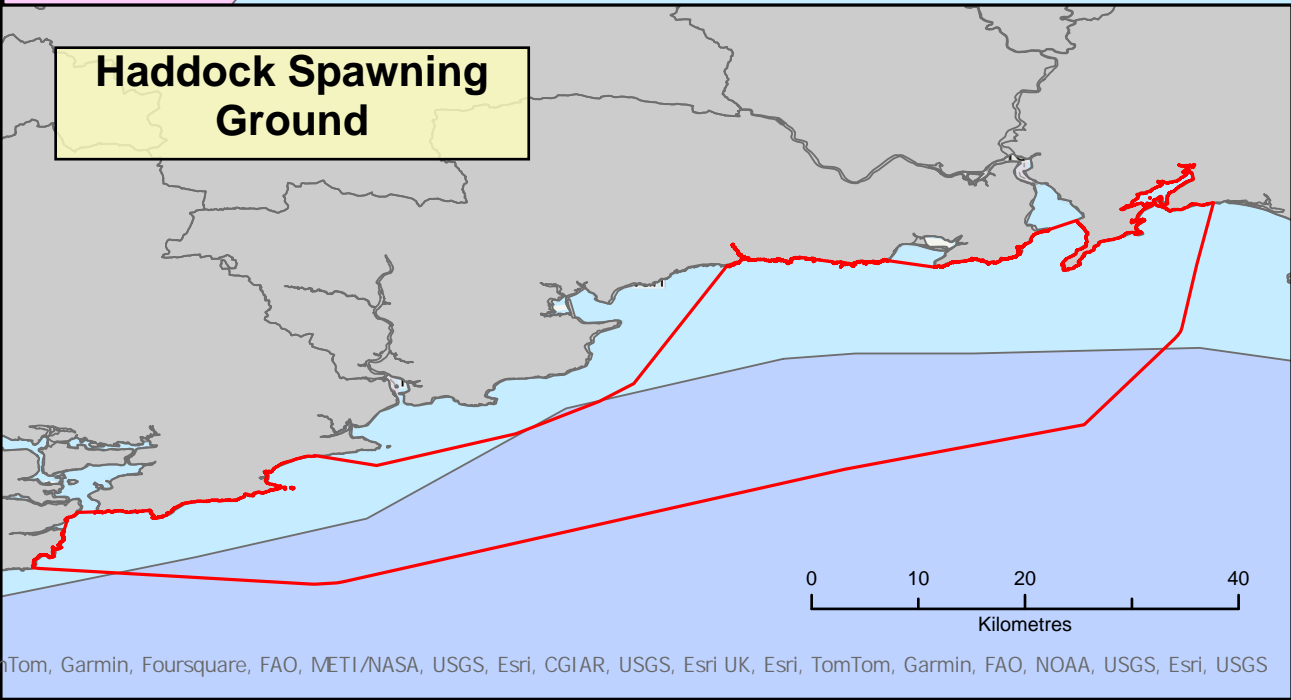 Haddock Spawning
Ground
0 10 20 40
Kilometres
Tom, Garmin, Foursquare, FAO, METI/NASA, USGS, Esri, CGIAR, USGS, Esri UK, Esri, TomTom, Garmin, FAO, NOAA, USGS, Esri, USGS